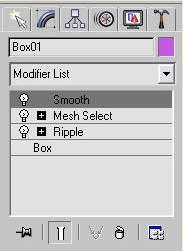 Box01
Modifier List
Smooth
Mesh Select
Ripple
Box